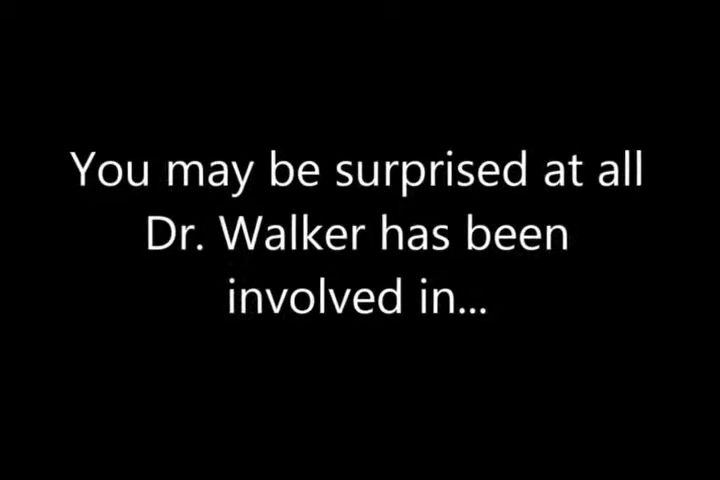 You may be surprised at all
Dr. Walker has been
involved in...